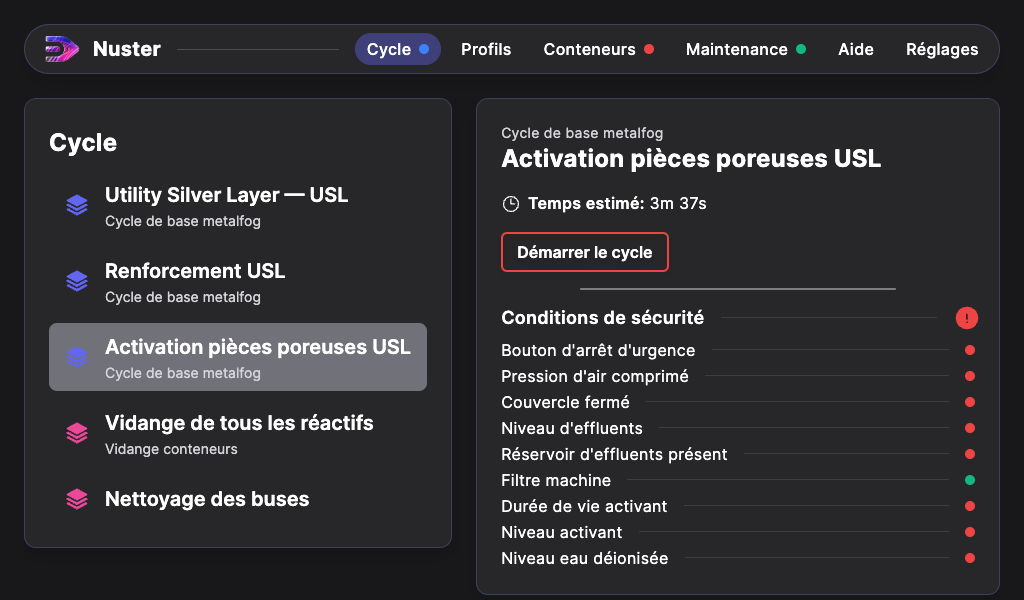 Nuster
Cycle
Profils
Conteneurs
Maintenance
Aide
Réglages
Cycle
Utility Silver Layer — USL
Cycle de base metalfog
Renforcement USL
Cycle de base metalfog
Activation pièces poreuses USL
Cycle de base metalfog
Vidange de tous les réactifs
Vidange conteneurs
Nettoyage des buses
Cycle de base metalfog
Activation pièces poreuses USL
Temps estimé: 3m 37s
Démarrer le cycle
Conditions de sécurité
Bouton d'arrêt d'urgence
Pression d'air comprimé
Couvercle fermé
Niveau d'effluents
Réservoir d'effluents présent
Filtre machine
Durée de vie activant
Niveau activant
Niveau eau déionisée